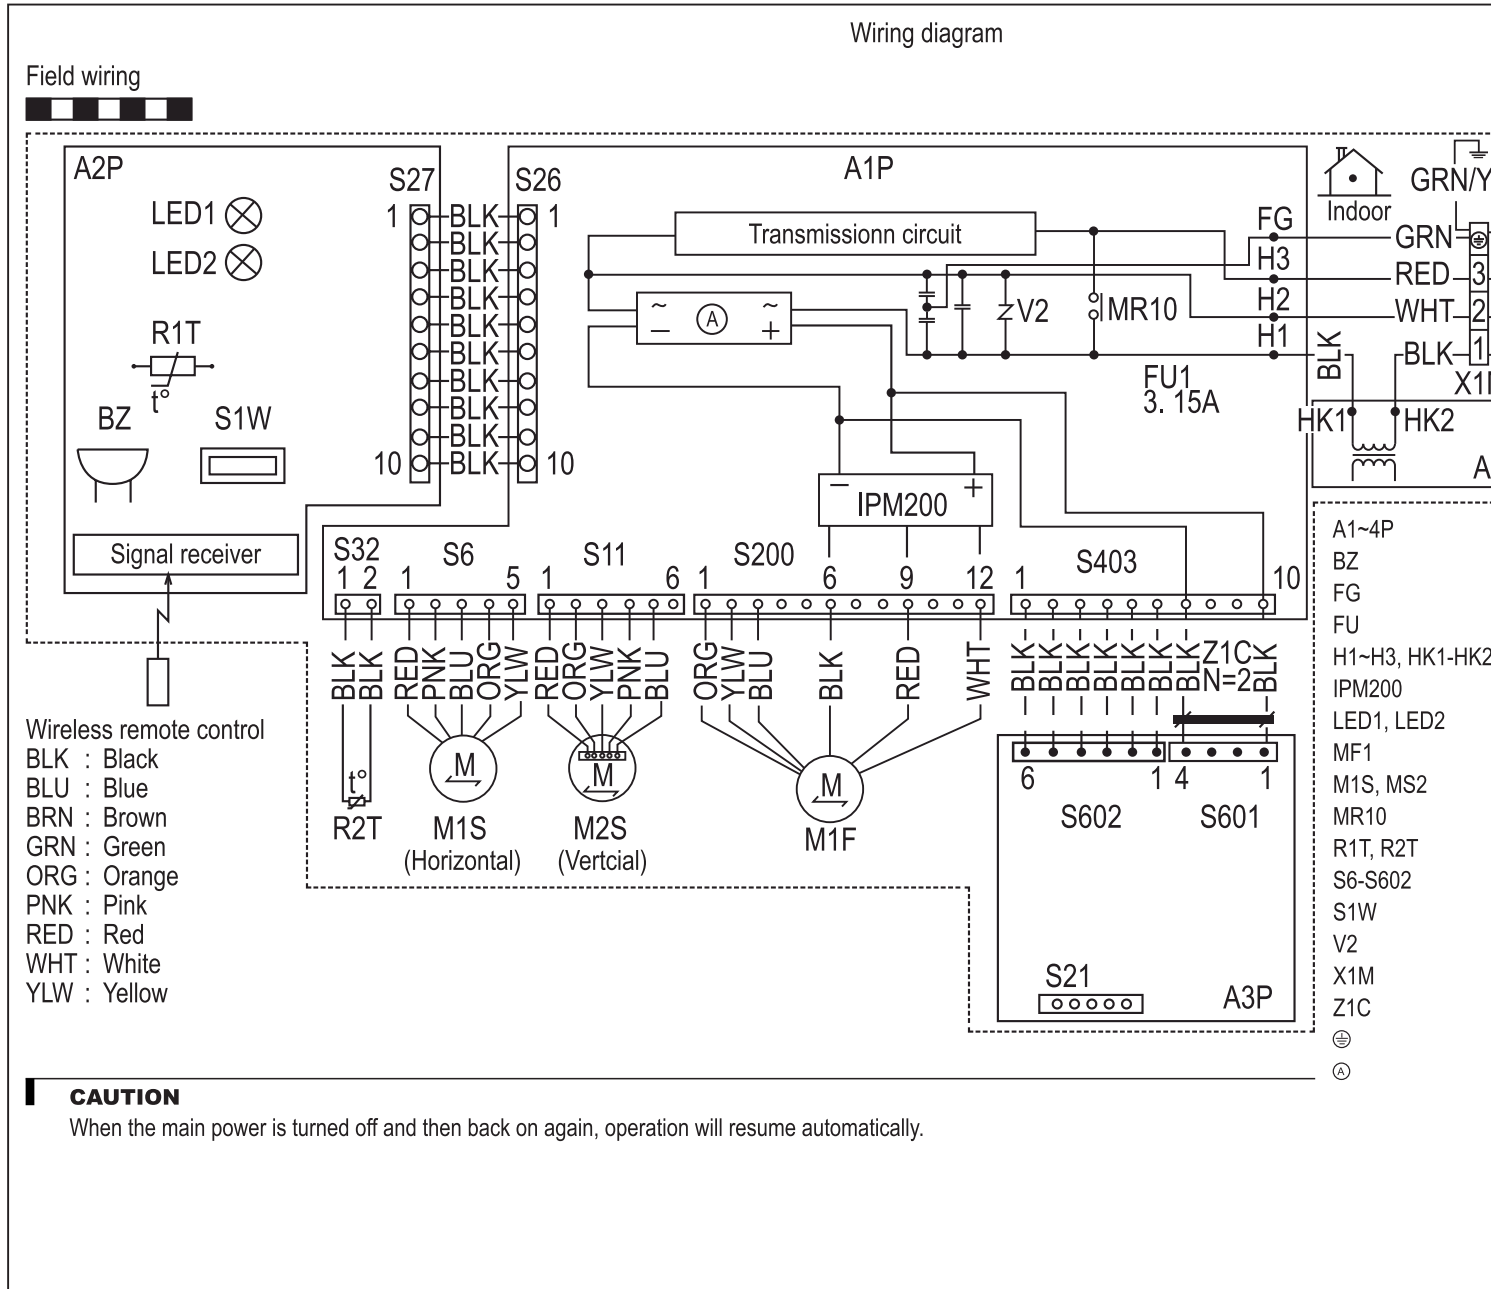 Wiring diagram
Field wiring
A2P
LED1
LED2
R1T
t°
BZ
S1W
Signal receiver
S27
S26
1 BLK 1
BLK
BLK
BLK
BLK
BLK
BLK
BLK
BLK
10 BLK 10
A1P
Transmissionn circuit
~ A ~
− +
V2
MR10
FG
H3
H2
H1
FU1
3. 15A
Indoor
GRN/Y
GRN
RED 3
WHT 2
BLK BLK 1
X1
HK1 HK2
A
− +
IPM200
S32
1 2
S6
1 5
S11
1 6
S200
1 6 9 12
S403
1 10
BLK BLK
RED PNK BLU ORG YLW
RED ORG YLW PNK BLU
ORG YLW BLU BLK RED WHT
BLK BLK BLK BLK BLK BLK BLK Z1C BLK
N=2
t°
R2T
M
M1S
(Horizontal)
M
M2S
(Vertcial)
M
M1F
6 1 4 1
S602 S601
S21
A3P
Wireless remote control
BLK : Black
BLU : Blue
BRN : Brown
GRN : Green
ORG : Orange
PNK : Pink
RED : Red
WHT : White
YLW : Yellow
A1~4P
BZ
FG
FU
H1~H3, HK1-HK2
IPM200
LED1, LED2
MF1
M1S, MS2
MR10
R1T, R2T
S6-S602
S1W
V2
X1M
Z1C
A
CAUTION
When the main power is turned off and then back on again, operation will resume automatically.